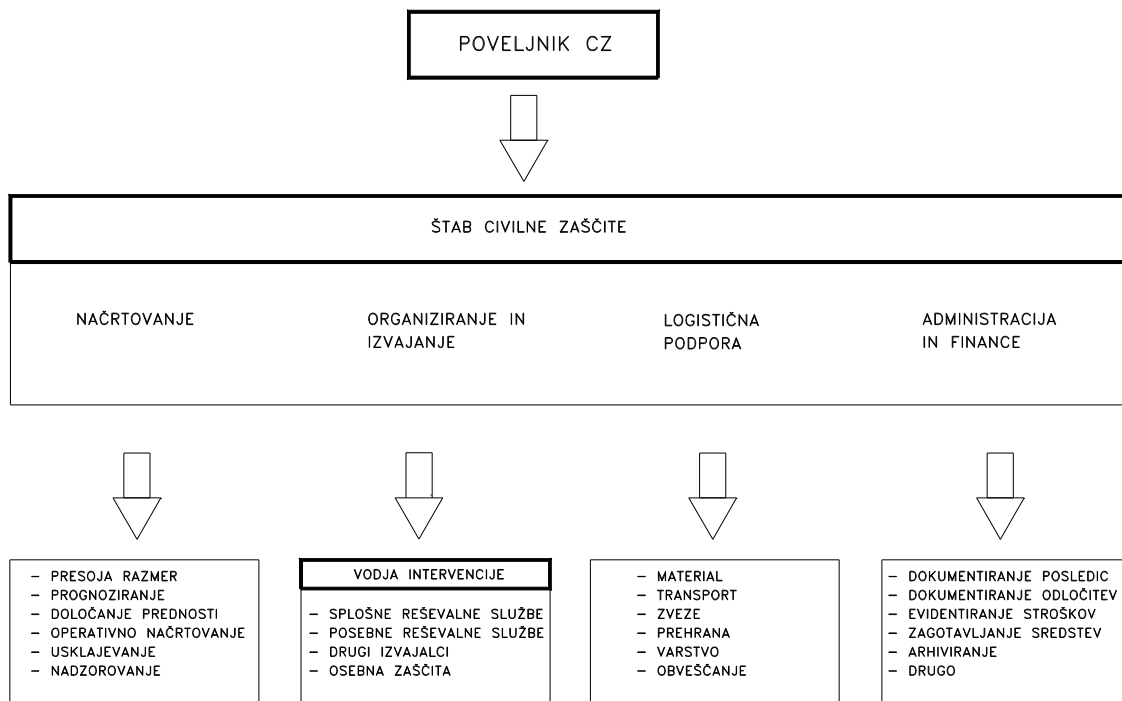 POVELJNIK CZ
ŠTAB CIVILNE ZAŠČITE
NAČRTOVANJE
ORGANIZIRANJE IN
IZVAJANJE
LOGISTIČNA
PODPORA
ADMINISTRACIJA
IN FINANCE
– PRESOJA RAZMER
– PROGNOZIRANJE
– DOLOČANJE PREDNOSTI
– OPERATIVNO NAČRTOVANJE
– USKLAJEVANJE
– NADZOROVANJE
VODJA INTERVENCIJE
– SPLOŠNE REŠEVALNE SLUŽBE
– POSEBNE REŠEVALNE SLUŽBE
– DRUGI IZVAJALCI
– OSEBNA ZAŠČITA
– MATERIAL
– TRANSPORT
– ZVEZE
– PREHRANA
– VARSTVO
– OBVEŠČANJE
– DOKUMENTIRANJE POSLEDIC
– DOKUMENTIRANJE ODLOČITEV
– EVIDENTIRANJE STROŠKOV
– ZAGOTAVLJANJE SREDSTEV
– ARHIVIRANJE
– DRUGO